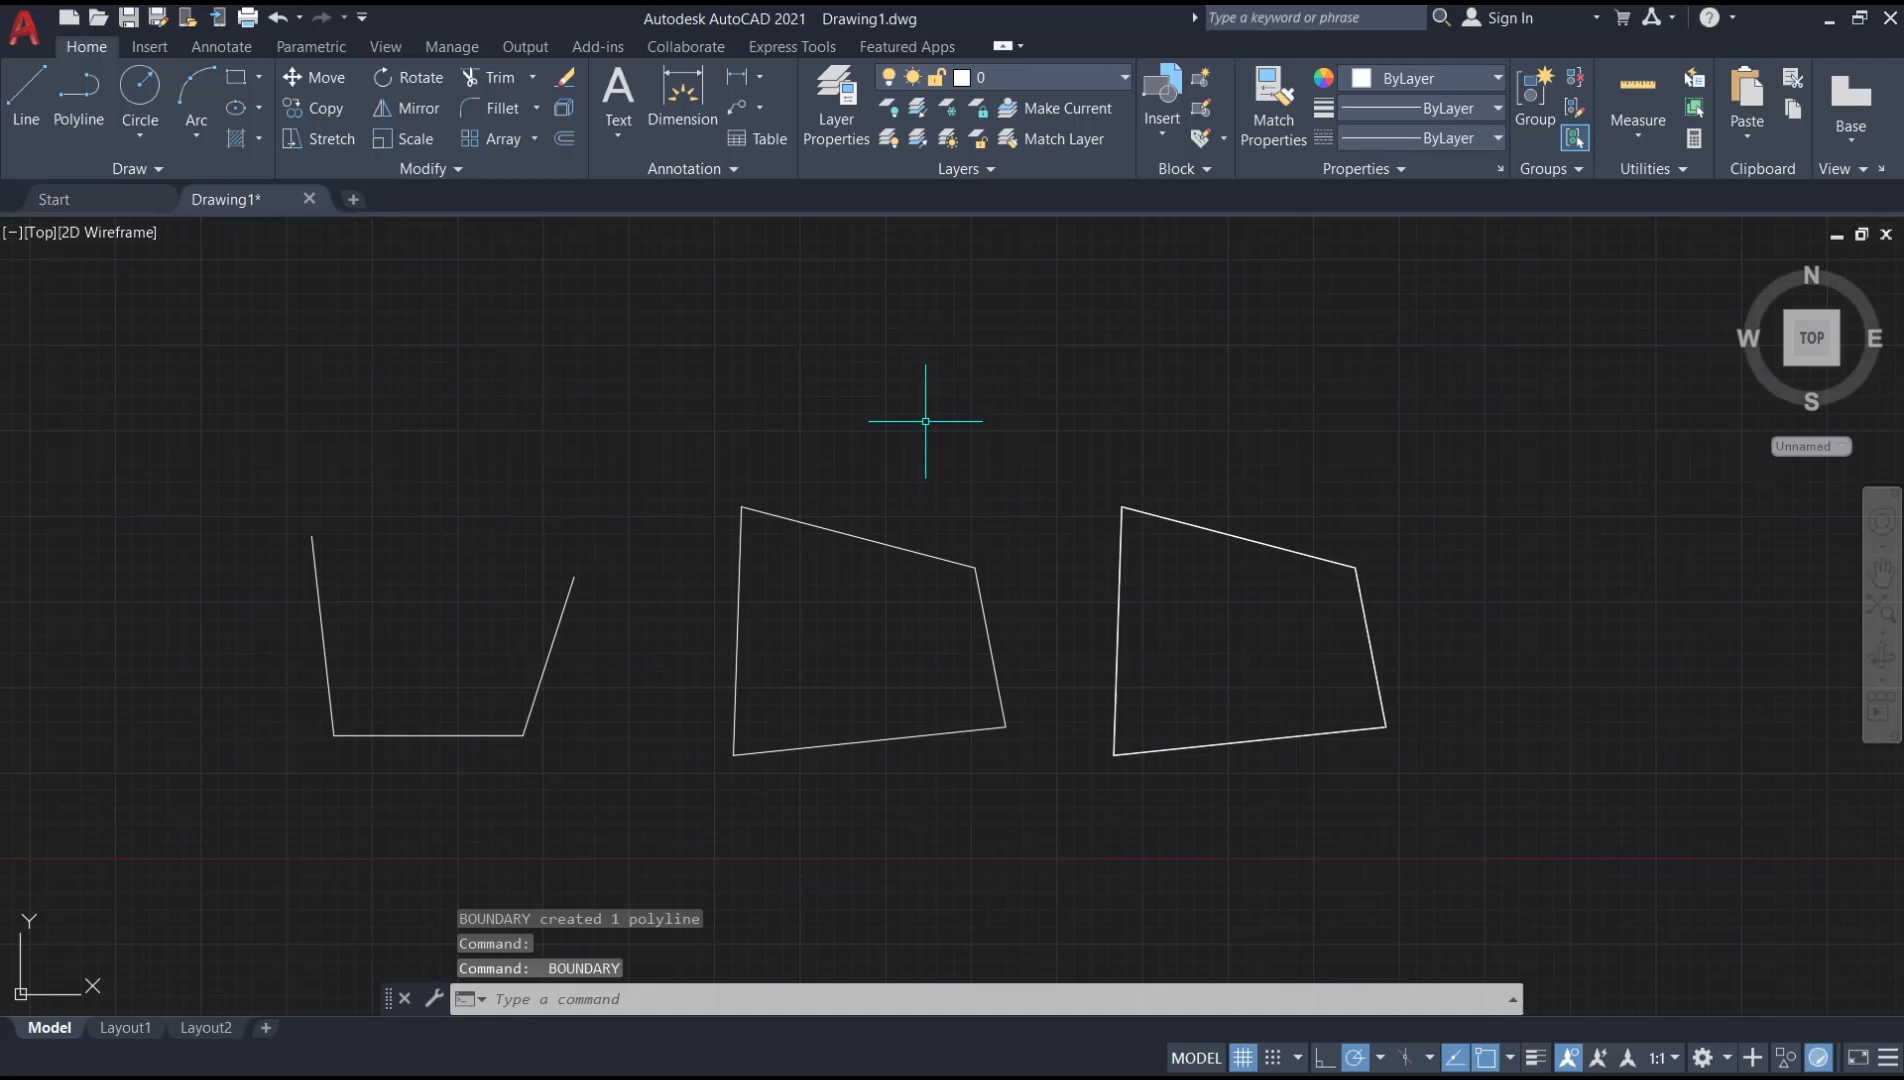 Autodesk AutoCAD 2021 Drawing1.dwg
Type a keyword or phrase
Sign In
Home Insert Annotate Parametric View Manage Output Add-ins Collaborate Express Tools Featured Apps
Line
Polyline
Circle
Arc
Draw
Move
Rotate
Trim
Copy
Mirror
Fillet
Stretch
Scale
Array
Modify
Text
Dimension
Table
Annotation
Layer
Properties
0
Make Current
Match Layer
Layers
Insert
Block
Match
Properties
ByLayer
ByLayer
ByLayer
Properties
Group
Groups
Measure
Utilities
Paste
Clipboard
Base
View
Start
Drawing1*
[−][Top][2D Wireframe]
N
W
TOP
E
S
Unnamed
Y
X
BOUNDARY created 1 polyline
Command:
Command: BOUNDARY
Type a command
Model Layout1 Layout2
MODEL
1:1